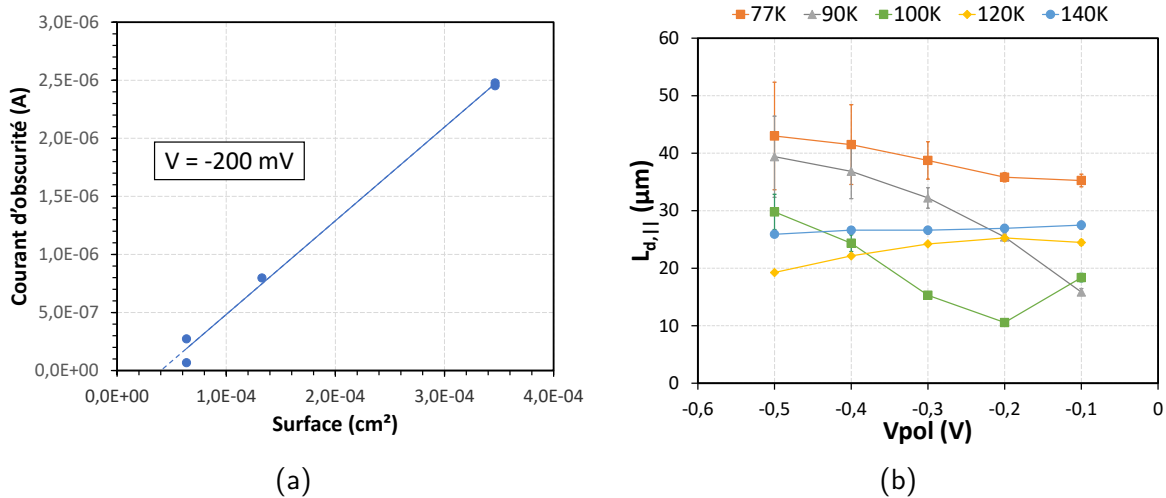 3,0E-06
2,5E-06
2,0E-06
1,5E-06
1,0E-06
5,0E-07
0,0E+00
Courant d'obscurité (A)
V = -200 mV
0,0E+00 1,0E-04 2,0E-04 3,0E-04 4,0E-04
Surface (cm²)
(a)
77K 90K 100K 120K 140K
60
50
40
30
20
10
0
L_d,|| (µm)
-0,6 -0,5 -0,4 -0,3 -0,2 -0,1 0
Vpol (V)
(b)